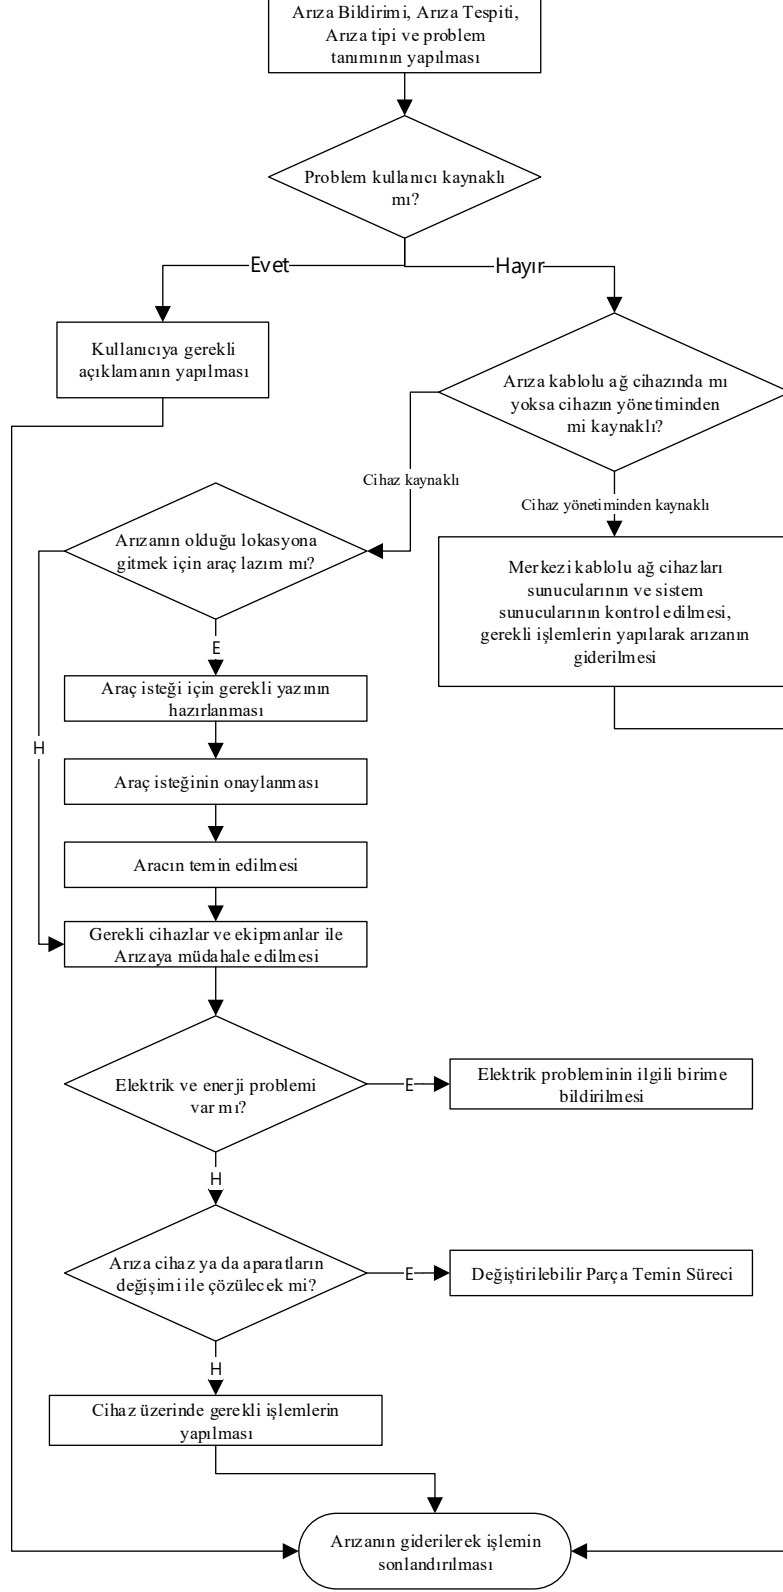 Arıza Bildirimi, Arıza Tespiti,
Arıza tipi ve problem
tanımının yapılması
Problem kullanıcı kaynaklı
mı?
Evet
Hayır
Kullanıcıya gerekli
açıklamanın yapılması
Arıza kablolu ağ cihazında mı
yoksa cihazın yönetiminden
mi kaynaklı?
Cihaz kaynaklı
Cihaz yönetiminden kaynaklı
Arızanın olduğu lokasyona
gitmek için araç lazım mı?
Merkezi kablolu ağ cihazları
sunucularının ve sistem
sunucularının kontrol edilmesi,
gerekli işlemlerin yapılarak arızanın
giderilmesi
E
Araç isteği için gerekli yazının
hazırlanması
H
Araç isteğinin onaylanması
Aracın temin edilmesi
Gerekli cihazlar ve ekipmanlar ile
Arızaya müdahale edilmesi
Elektrik ve enerji problemi
var mı?
E
Elektrik probleminin ilgili birime
bildirilmesi
H
Arıza cihaz ya da aparatların
değişimi ile çözülecek mi?
E
Değiştirilebilir Parça Temin Süreci
H
Cihaz üzerinde gerekli işlemlerin
yapılması
Arızanın giderilerek işlemin
sonlandırılması